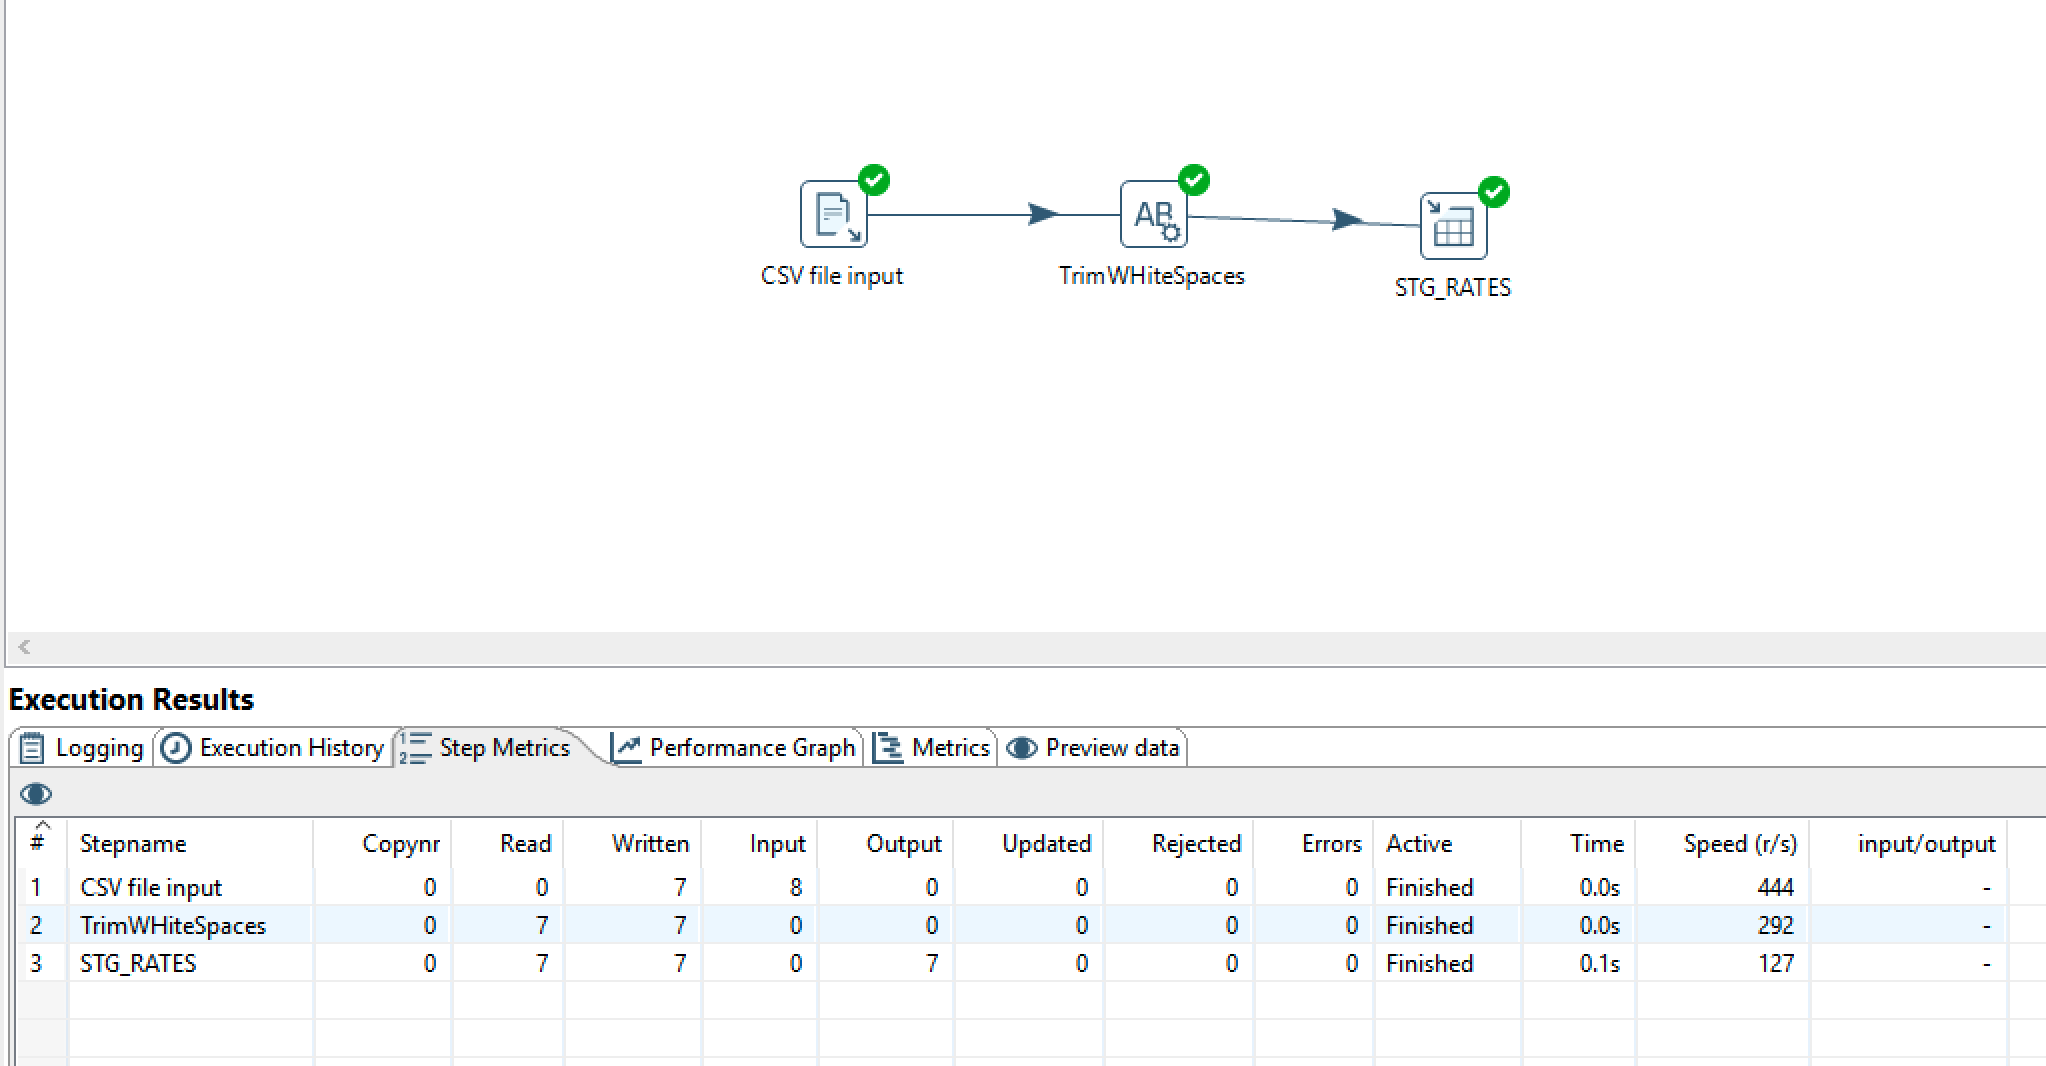 CSV file input
TrimWHiteSpaces
STG_RATES
Execution Results
Logging Execution History Step Metrics Performance Graph Metrics Preview data
# Stepname Copynr Read Written Input Output Updated Rejected Errors Active Time Speed (r/s) input/output
1 CSV file input 0 0 7 8 0 0 0 0 Finished 0.0s 444 -
2 TrimWHiteSpaces 0 7 7 0 0 0 0 0 Finished 0.0s 292 -
3 STG_RATES 0 7 7 0 7 0 0 0 Finished 0.1s 127 -